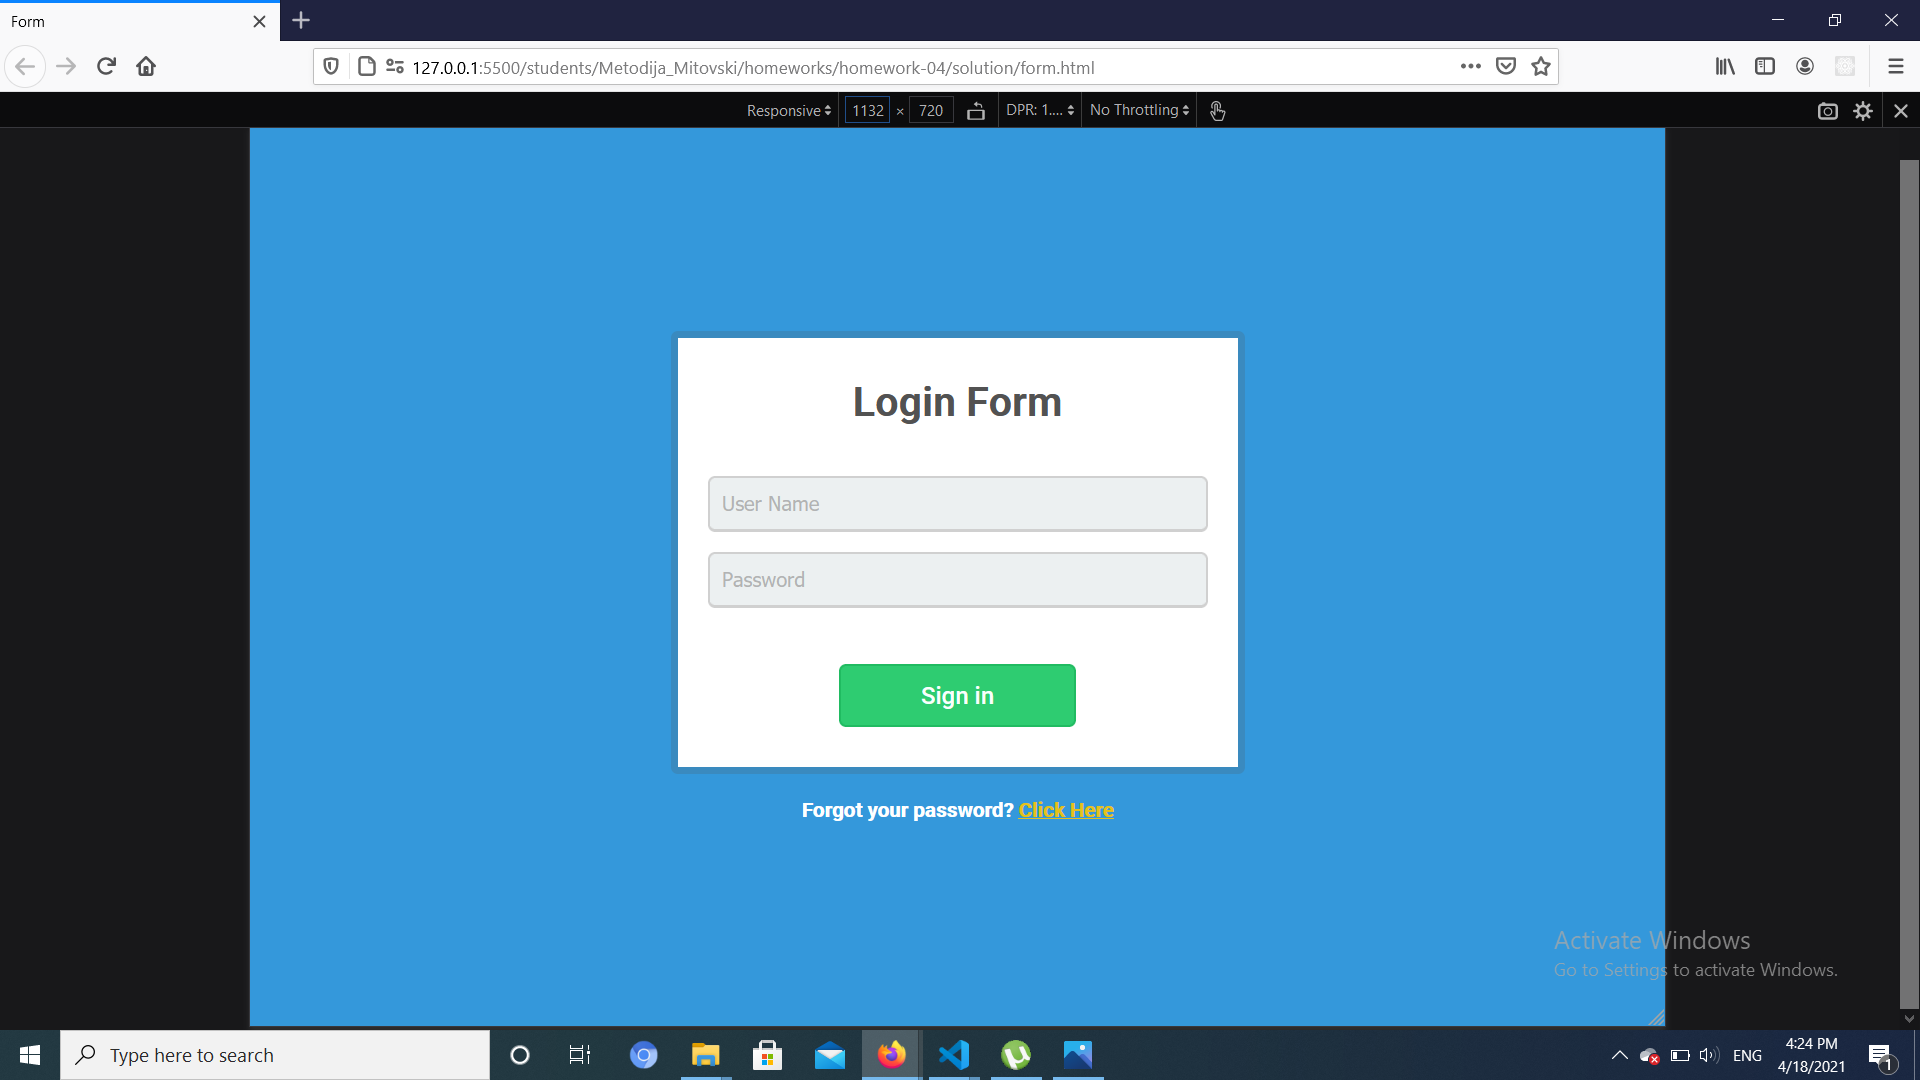 Form
127.0.0.1:5500/students/Metodija_Mitovski/homeworks/homework-04/solution/form.html
Responsive 1132 × 720 DPR: 1.... No Throttling
Login Form
User Name
Password
Sign in
Forgot your password? Click Here
Activate Windows
Go to Settings to activate Windows.
Type here to search
ENG
4:24 PM
4/18/2021
1